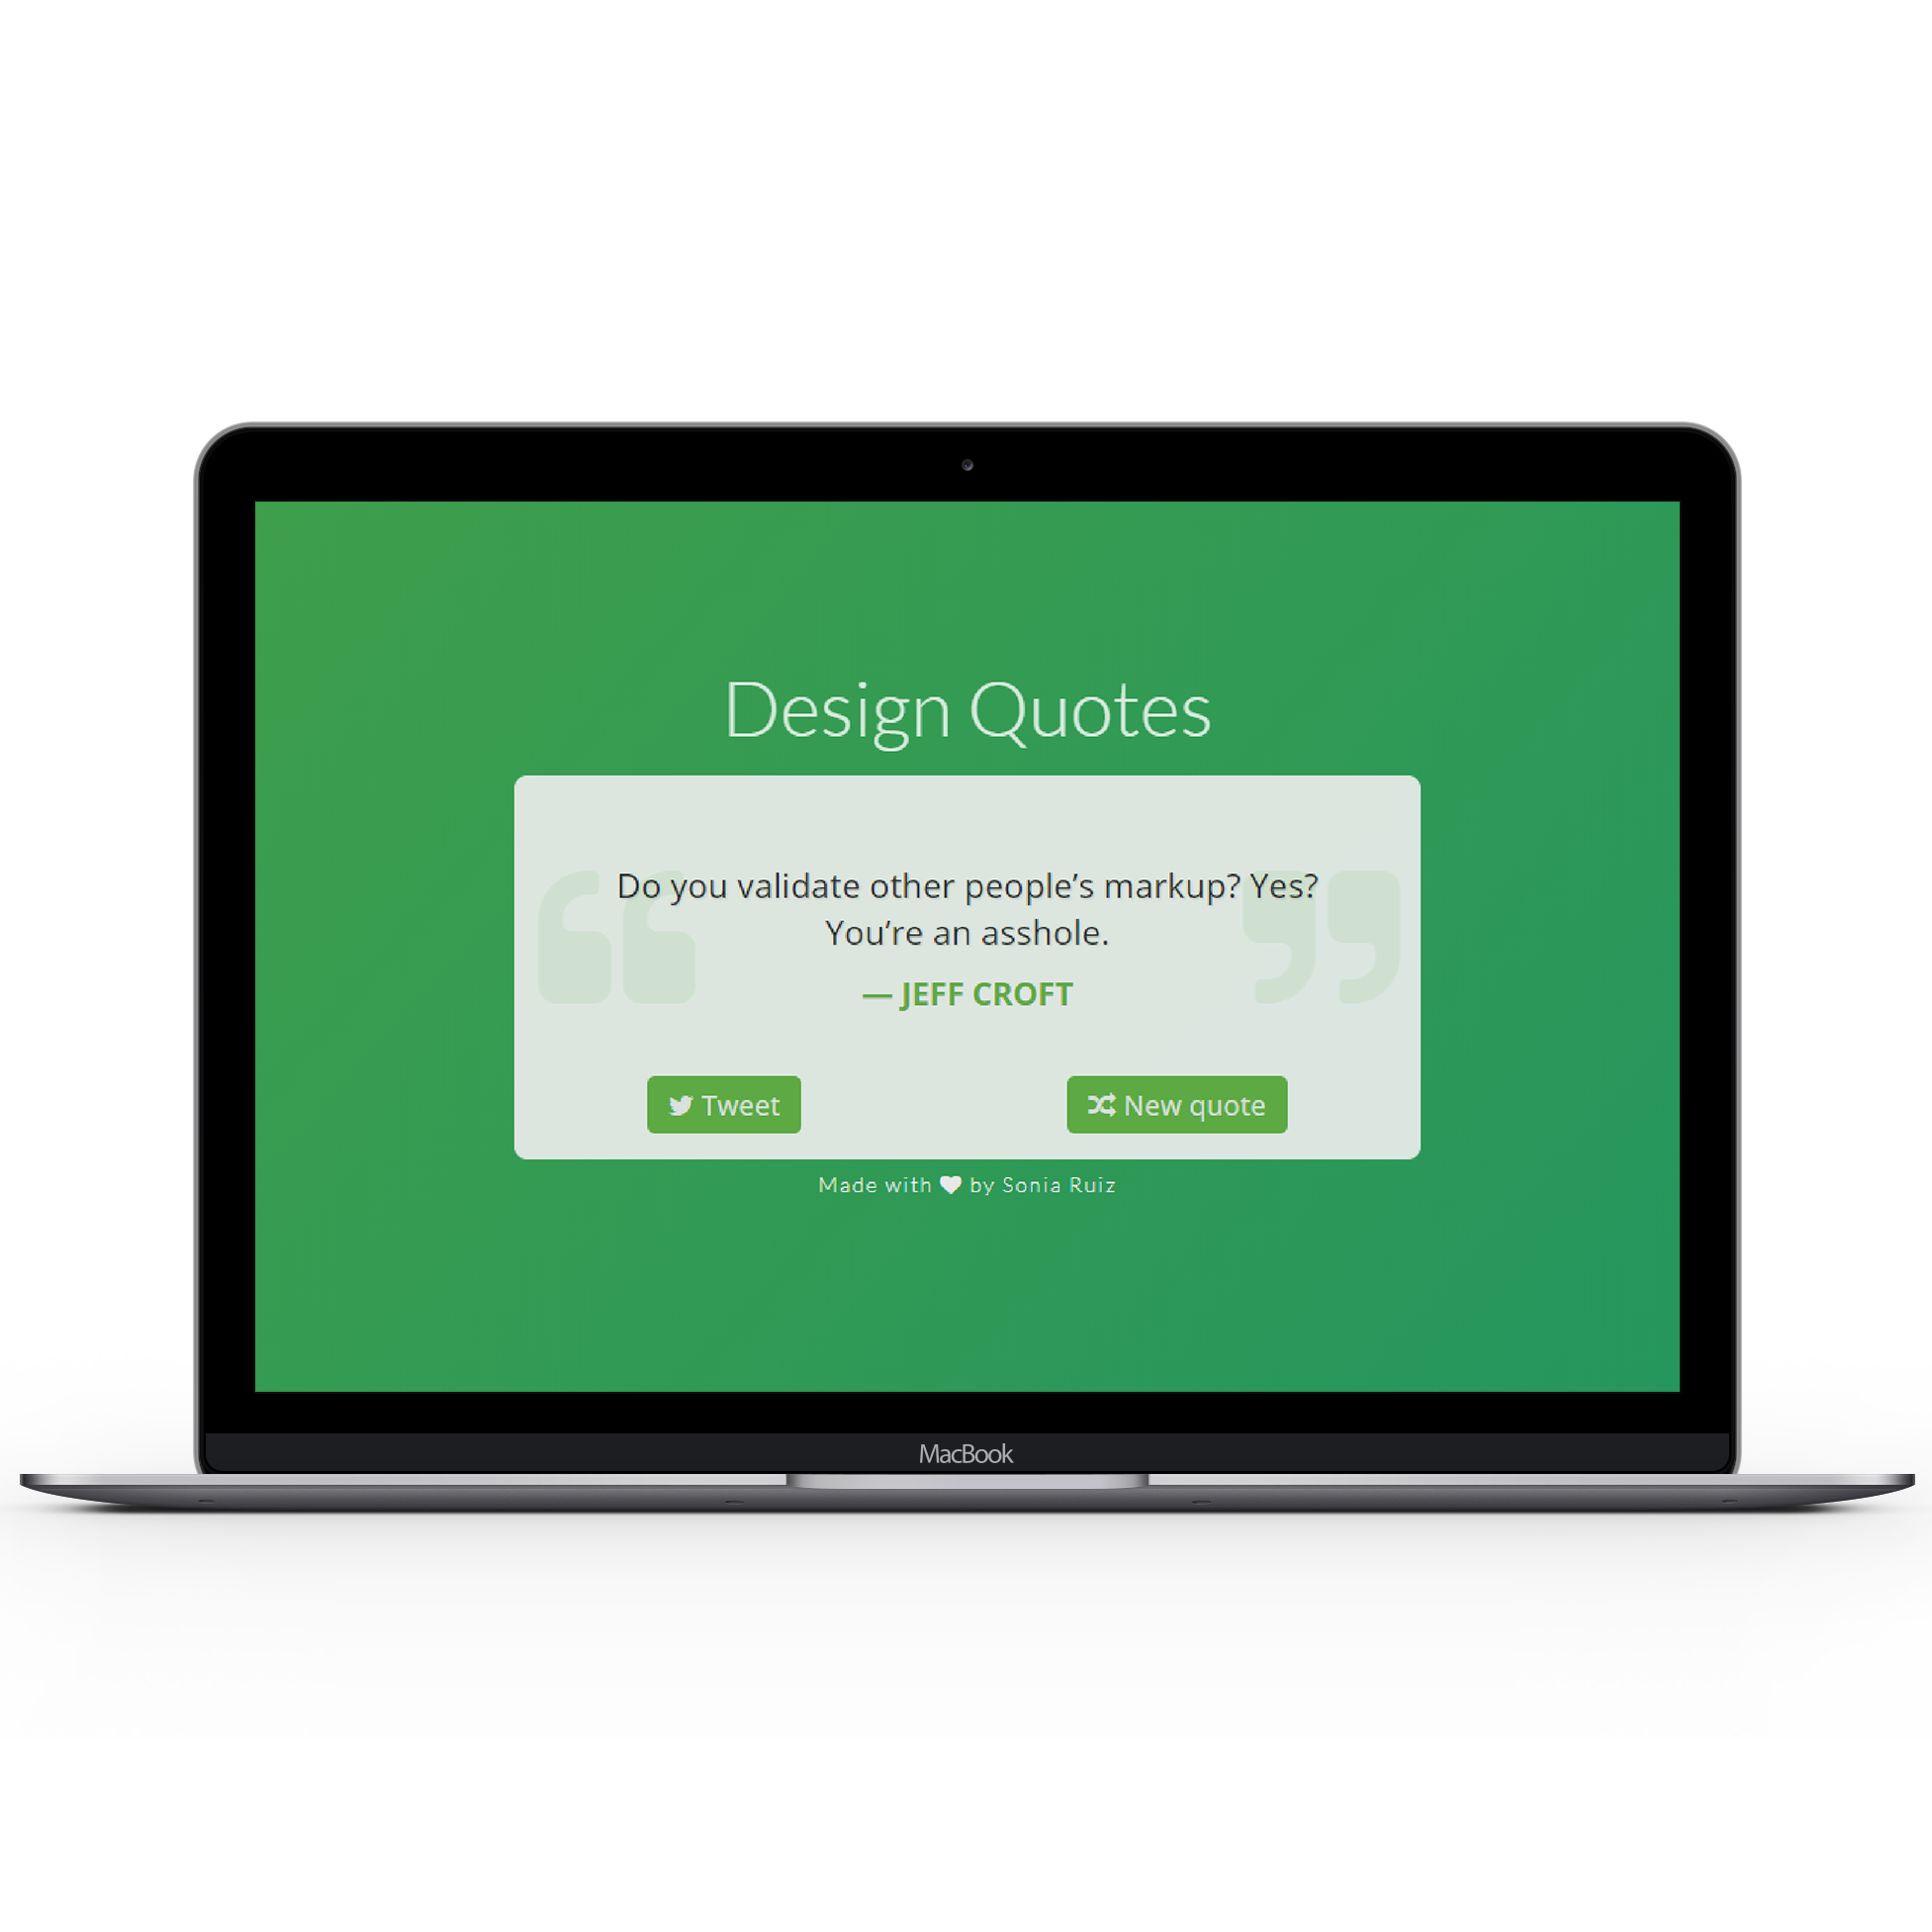 Design Quotes
Do you validate other people’s markup? Yes?
You’re an asshole.
— JEFF CROFT
Tweet
New quote
Made with ♥ by Sonia Ruiz
MacBook